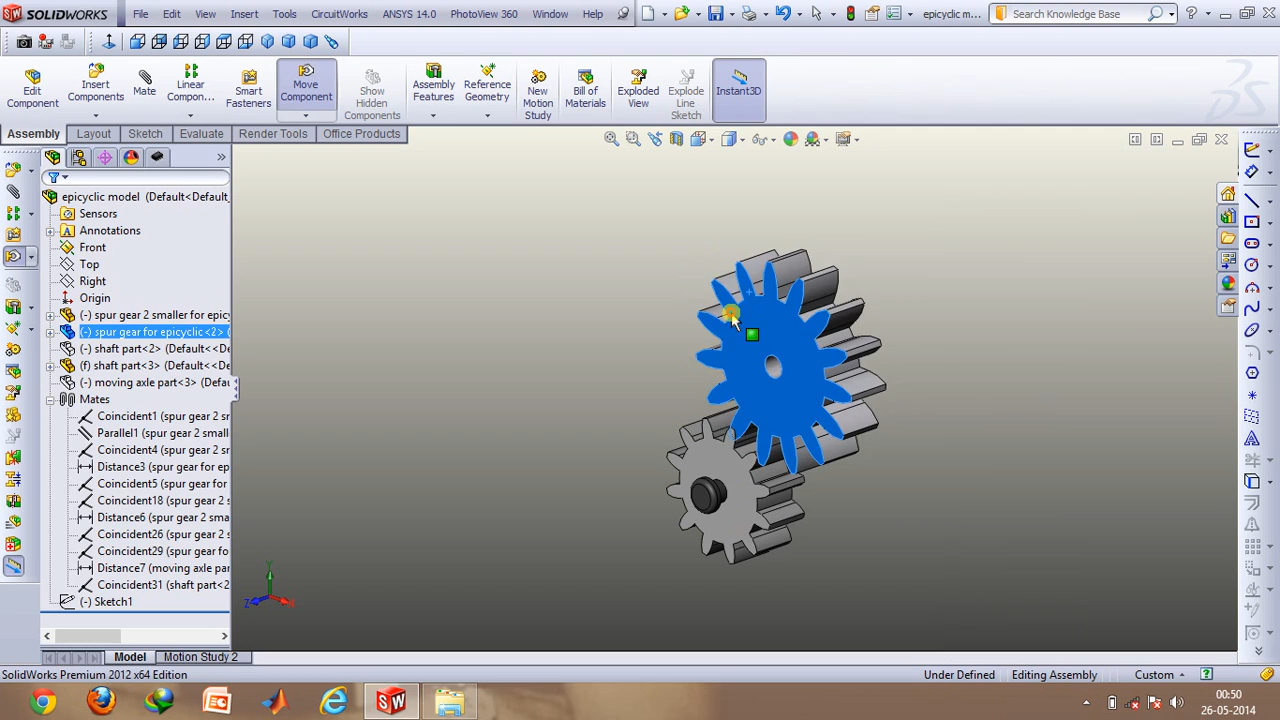 SOLIDWORKS File Edit View Insert Tools CircuitWorks ANSYS 14.0 PhotoView 360 Window Help epicyclic m... Search Knowledge Base
Edit Component
Insert Components
Mate
Linear Compon...
Smart Fasteners
Move Component
Show Hidden Components
Assembly Features
Reference Geometry
New Motion Study
Bill of Materials
Exploded View
Explode Line Sketch
Instant3D
Assembly Layout Sketch Evaluate Render Tools Office Products
epicyclic model (Default<Default_
Sensors
Annotations
Front
Top
Right
Origin
(-) spur gear 2 smaller for epicy
(-) spur gear for epicyclic<2> (
(-) shaft part<2> (Default<<De
(f) shaft part<3> (Default<<De
(-) moving axle part<3> (Defau
Mates
Coincident1 (spur gear 2 sm
Parallel1 (spur gear 2 small
Coincident4 (spur gear 2 sm
Distance3 (spur gear for ep
Coincident5 (spur gear for
Coincident18 (spur gear 2 s
Distance6 (spur gear 2 sma
Coincident26 (spur gear 2 s
Coincident29 (spur gear fo
Distance7 (moving axle part
Coincident31 (shaft part<2
(-) Sketch1
Y
Z
X
Model Motion Study 2
SolidWorks Premium 2012 x64 Edition Under Defined Editing Assembly Custom
00:50
26-05-2014